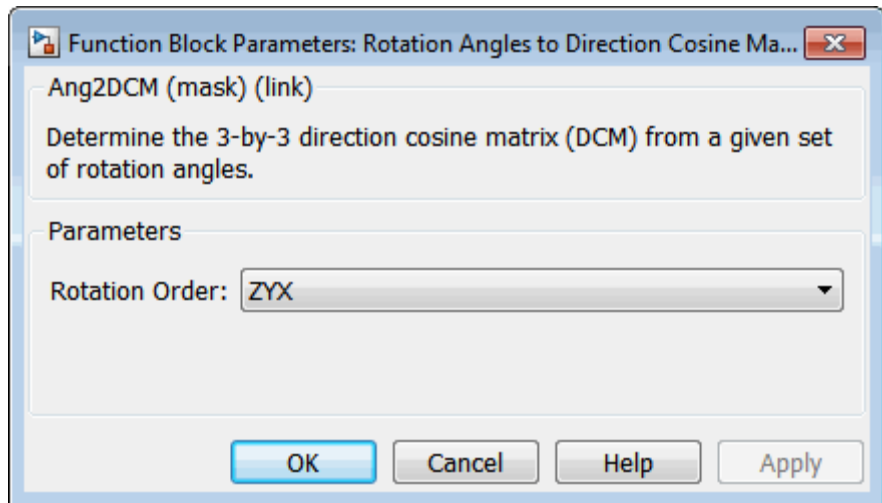 Function Block Parameters: Rotation Angles to Direction Cosine Ma...
Ang2DCM (mask) (link)
Determine the 3-by-3 direction cosine matrix (DCM) from a given set
of rotation angles.
Parameters
Rotation Order: ZYX
OK Cancel Help Apply